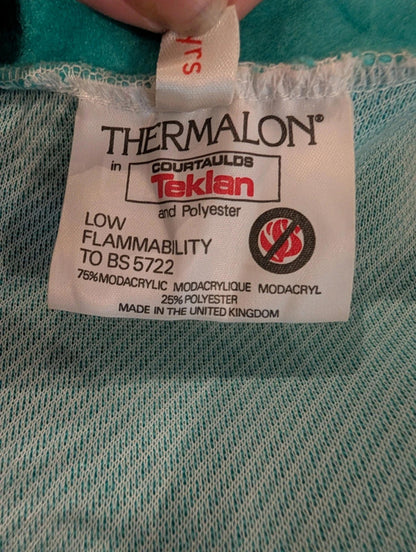 yrs
THERMALON®
in COURTAULDS
Teklan
and Polyester
LOW
FLAMMABILITY
TO BS 5722
75% MODACRYLIC MODACRYLIQUE MODACRYL
25% POLYESTER
MADE IN THE UNITED KINGDOM